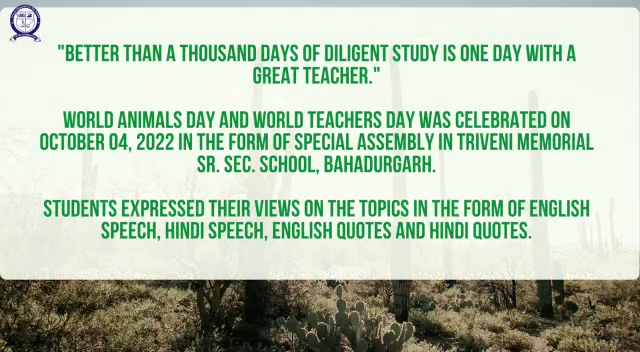 "BETTER THAN A THOUSAND DAYS OF DILIGENT STUDY IS ONE DAY WITH A
GREAT TEACHER."
WORLD ANIMALS DAY AND WORLD TEACHERS DAY WAS CELEBRATED ON
OCTOBER 04, 2022 IN THE FORM OF SPECIAL ASSEMBLY IN TRIVENI MEMORIAL
SR. SEC. SCHOOL, BAHADURGARH.
STUDENTS EXPRESSED THEIR VIEWS ON THE TOPICS IN THE FORM OF ENGLISH
SPEECH, HINDI SPEECH, ENGLISH QUOTES AND HINDI QUOTES.